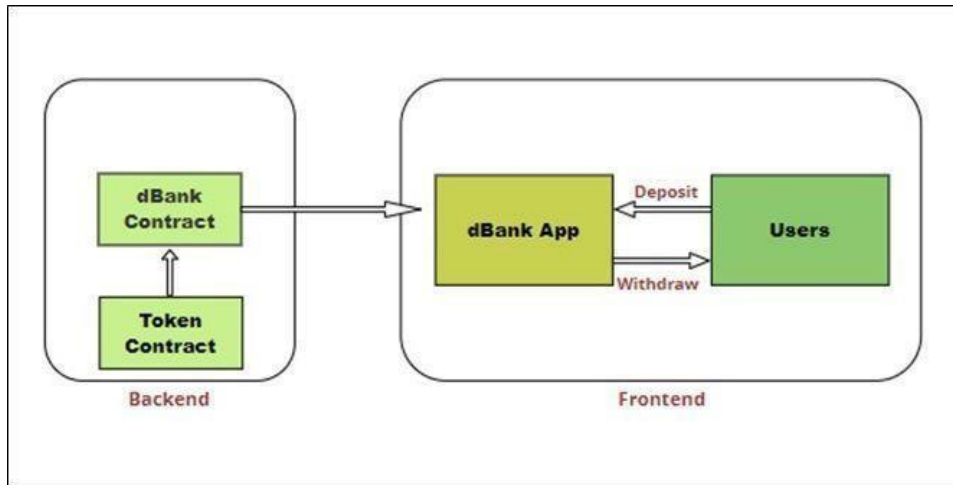 dBank
Contract
Token
Contract
Backend
dBank App
Deposit
Withdraw
Users
Frontend